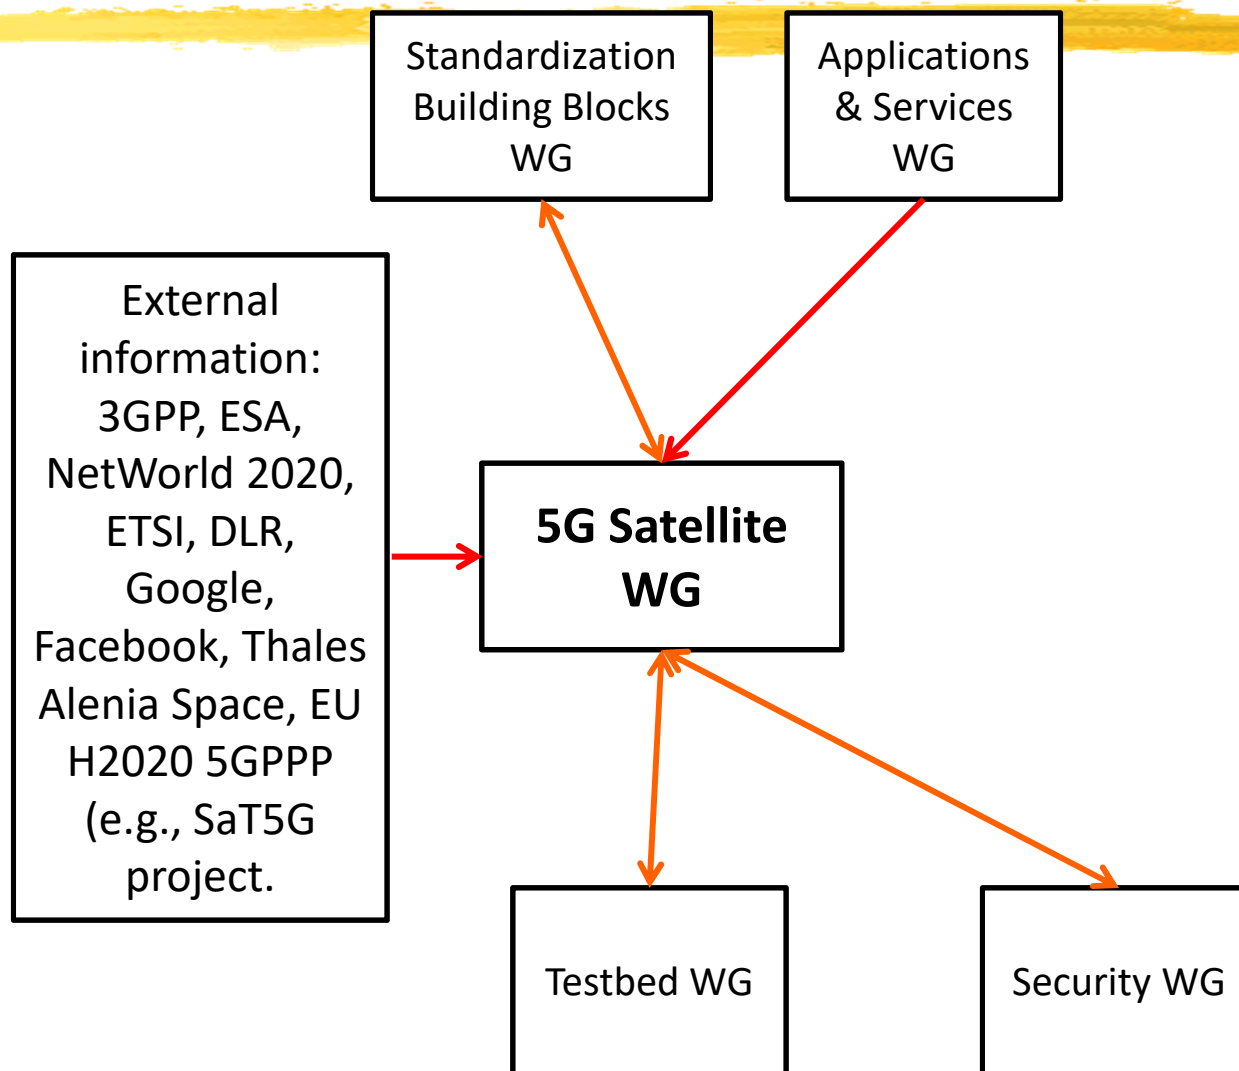 Standardization
Building Blocks
WG
Applications
& Services
WG
External
information:
3GPP, ESA,
NetWorld 2020,
ETSI, DLR,
Google,
Facebook, Thales
Alenia Space, EU
H2020 5GPPP
(e.g., SaT5G
project.
5G Satellite
WG
Testbed WG
Security WG